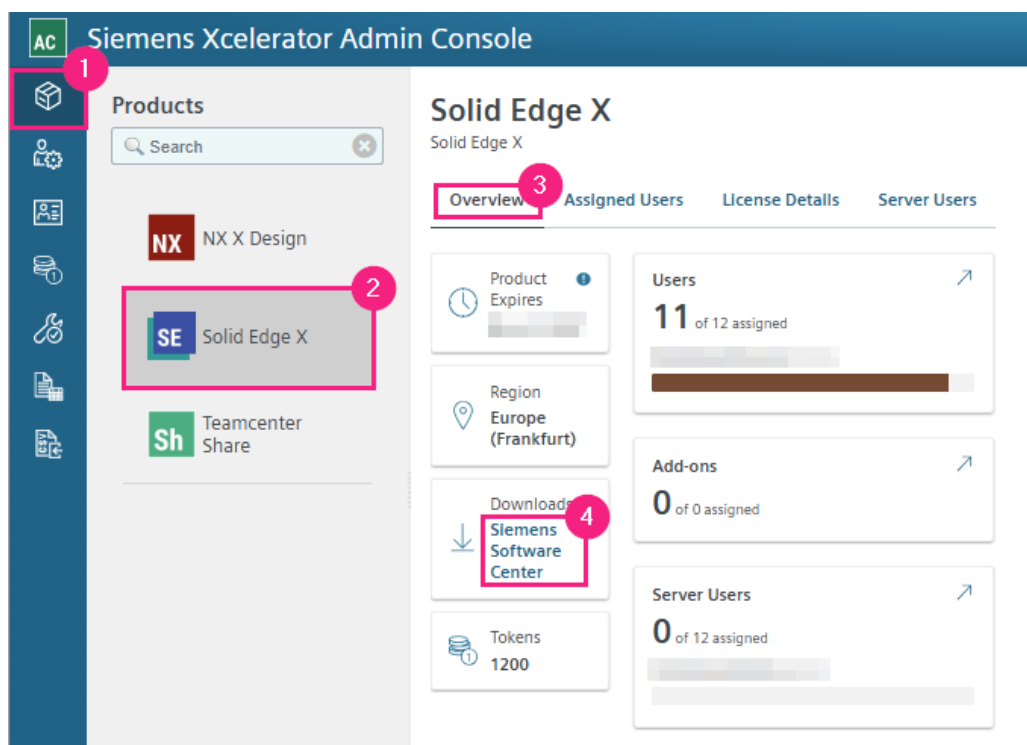 AC Siemens Xcelerator Admin Console
1
Products
Search
NX NX X Design
2
SE Solid Edge X
Sh Teamcenter
Share
Solid Edge X
Solid Edge X
3
Overview Assigned Users License Details Server Users
Product
Expires
Region
Europe
(Frankfurt)
Downloads
4
Siemens
Software
Center
Tokens
1200
Users
11 of 12 assigned
Add-ons
0 of 0 assigned
Server Users
0 of 12 assigned